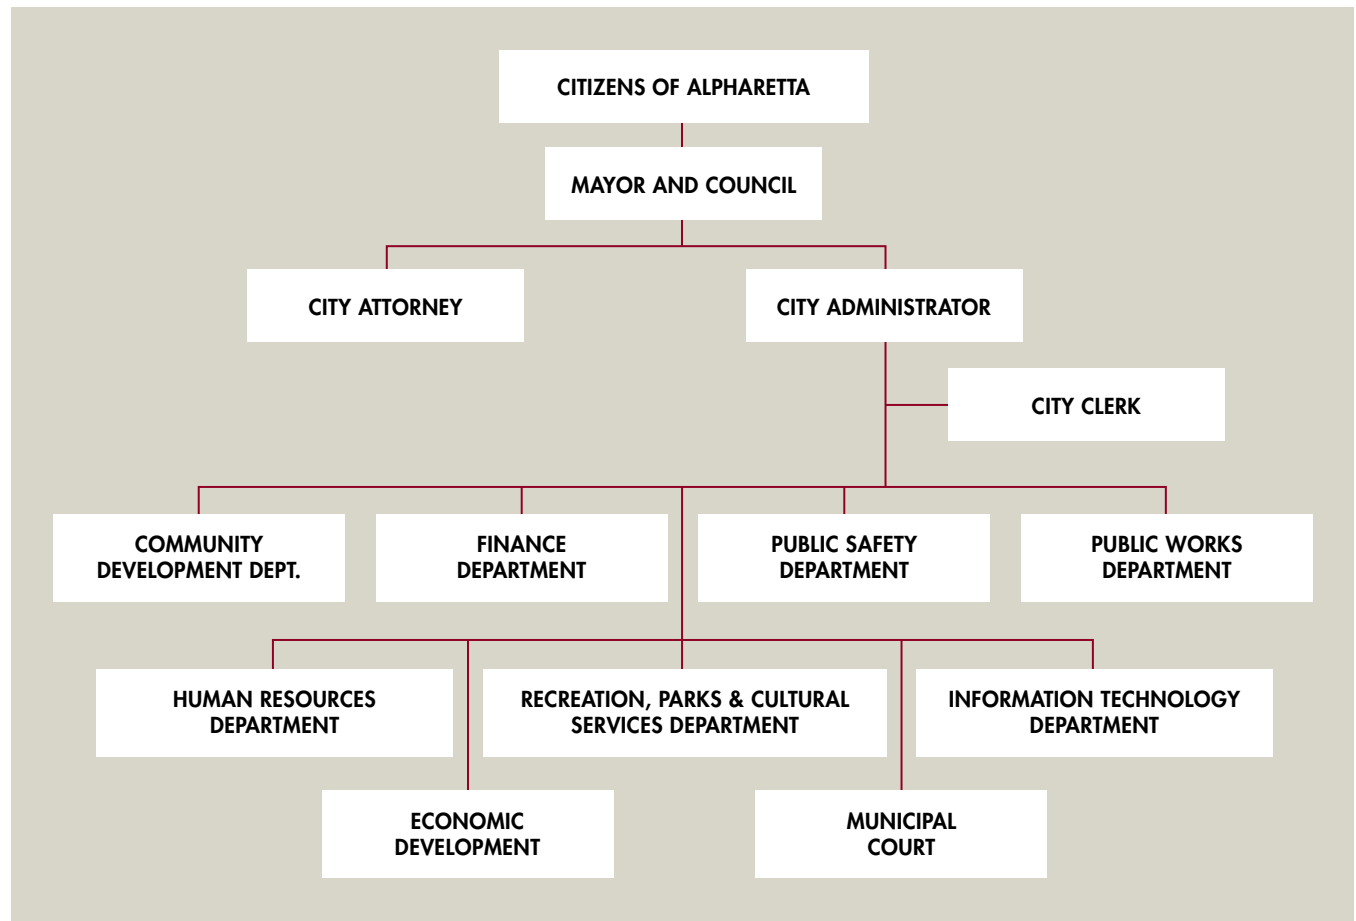 CITIZENS OF ALPHARETTA
MAYOR AND COUNCIL
CITY ATTORNEY
CITY ADMINISTRATOR
CITY CLERK
COMMUNITY
DEVELOPMENT DEPT.
FINANCE
DEPARTMENT
PUBLIC SAFETY
DEPARTMENT
PUBLIC WORKS
DEPARTMENT
HUMAN RESOURCES
DEPARTMENT
RECREATION, PARKS & CULTURAL
SERVICES DEPARTMENT
INFORMATION TECHNOLOGY
DEPARTMENT
ECONOMIC
DEVELOPMENT
MUNICIPAL
COURT